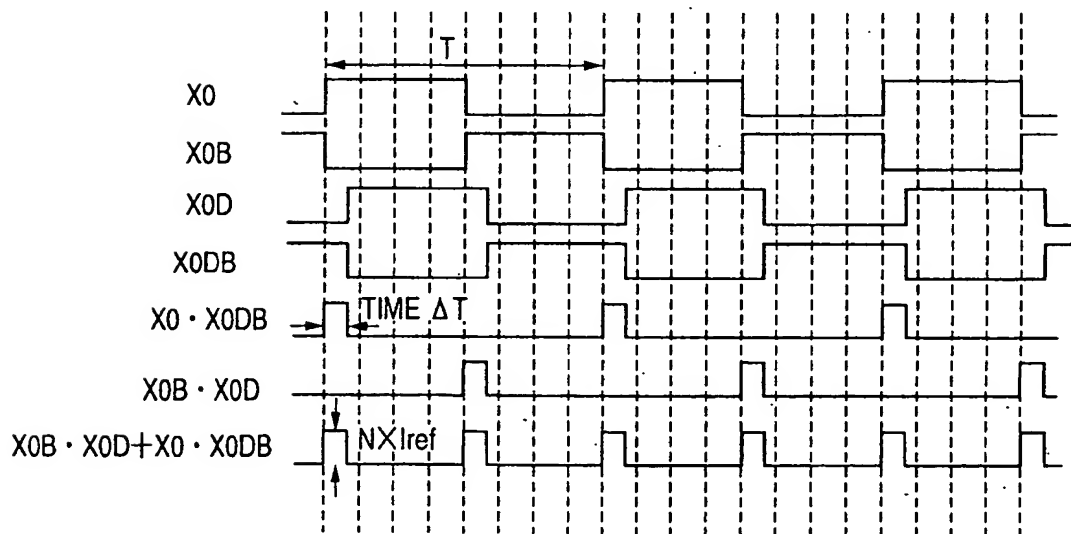 T
X0
X0B
X0D
X0DB
X0 · X0DB
TIME ΔT
X0B · X0D
X0B · X0D+X0 · X0DB
N×Iref